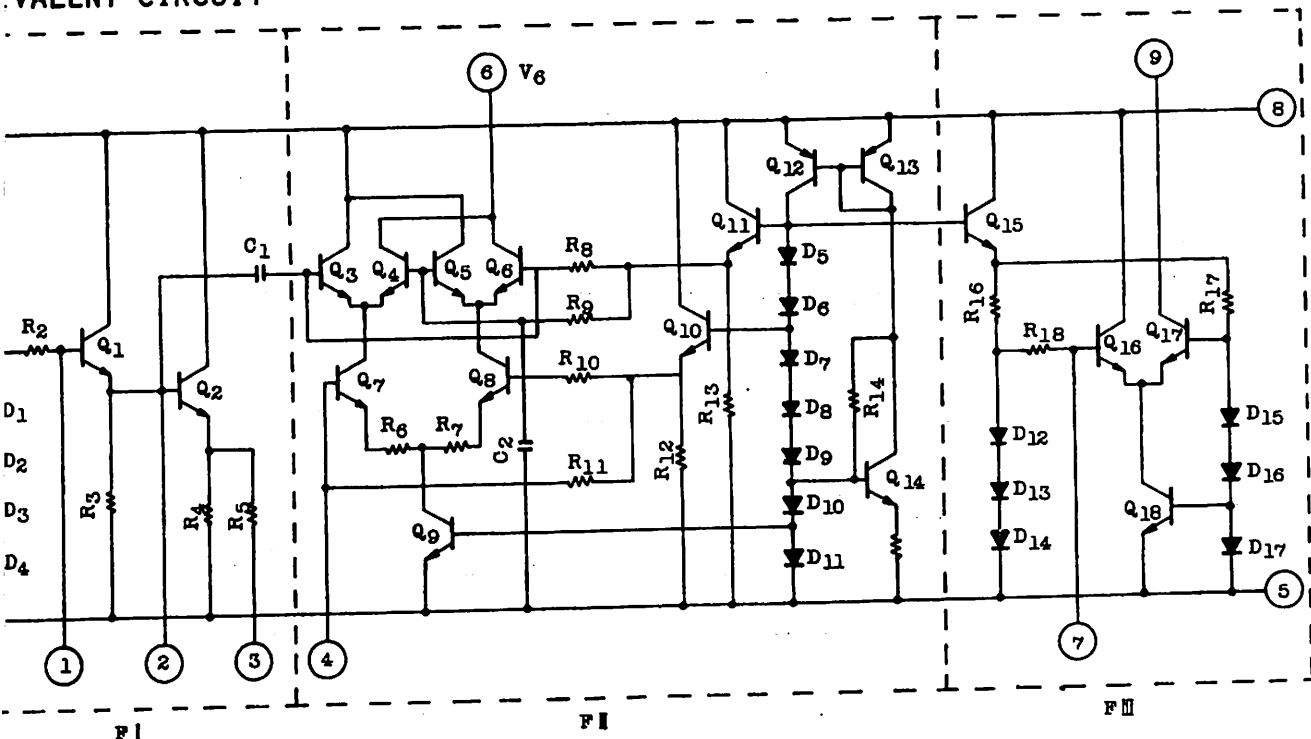 VALENT CIRCUIT
6 V6
9
8
Q12 Q13
Q11 Q15
C1 Q3 Q4 Q5 Q6 R8 D5
R9 D6 R16 R17
R2 Q1 Q10 R18 Q16 Q17
Q7 Q8 R10 D7
Q2 R13 R14
D1 R6 R7 D8 D12 D15
D2 C2 R11 R12 D9 Q14 D16
R3 R4 R5 D10 D13 Q18
D3 Q9
D4 D11 D14 D17
5
1 2 3 4 7
F I F II F III